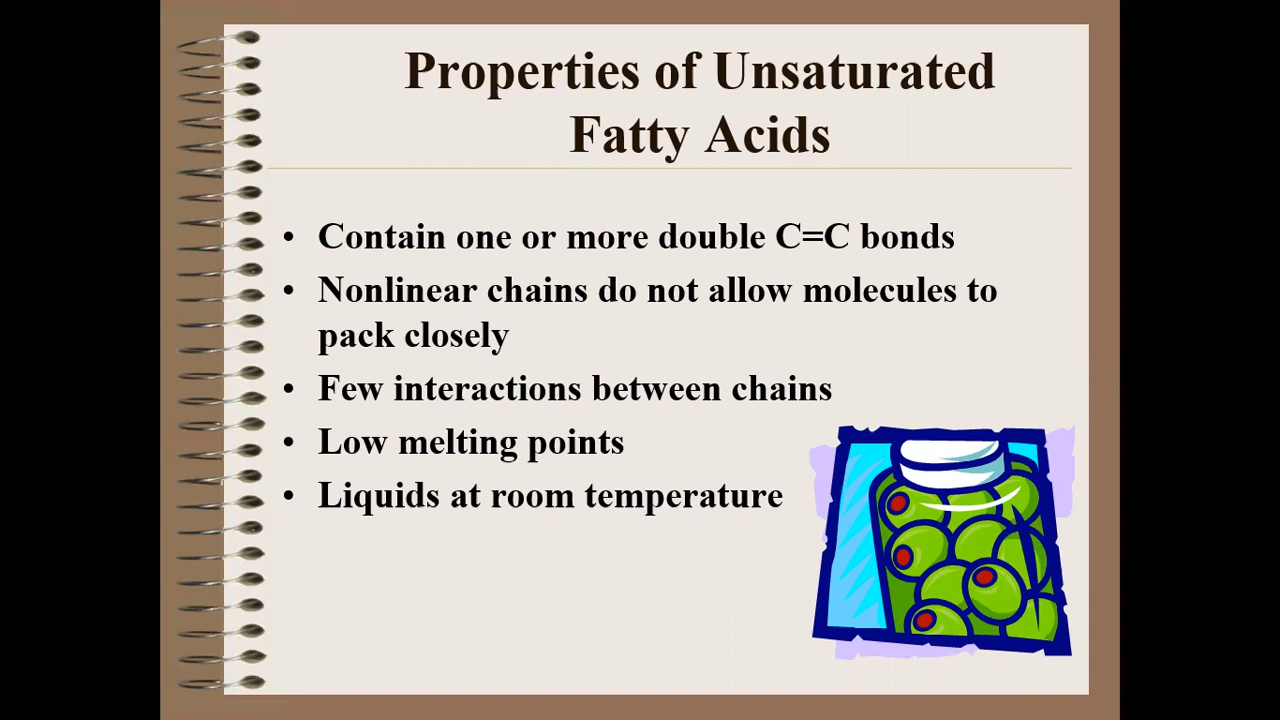 Properties of Unsaturated
Fatty Acids
• Contain one or more double C=C bonds
• Nonlinear chains do not allow molecules to
pack closely
• Few interactions between chains
• Low melting points
• Liquids at room temperature